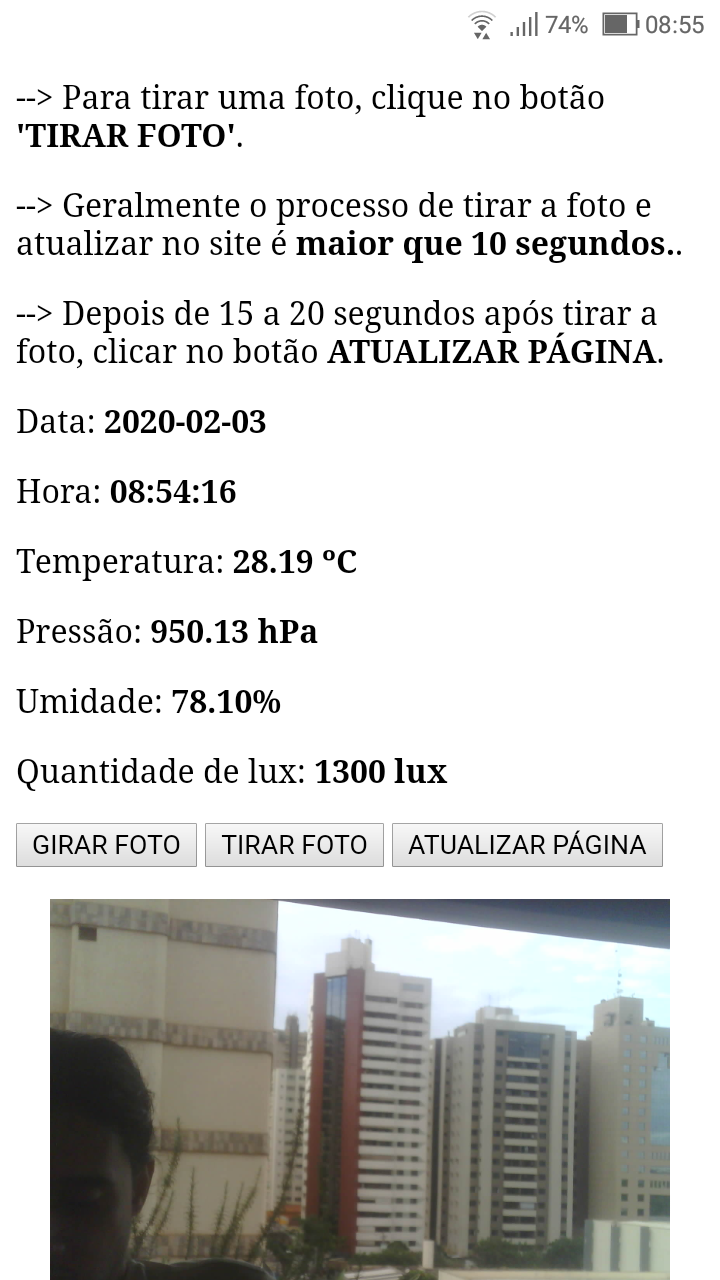 74% 08:55
--> Para tirar uma foto, clique no botão
'TIRAR FOTO'.
--> Geralmente o processo de tirar a foto e
atualizar no site é maior que 10 segundos..
--> Depois de 15 a 20 segundos após tirar a
foto, clicar no botão ATUALIZAR PÁGINA.
Data: 2020-02-03
Hora: 08:54:16
Temperatura: 28.19 ºC
Pressão: 950.13 hPa
Umidade: 78.10%
Quantidade de lux: 1300 lux
GIRAR FOTO TIRAR FOTO ATUALIZAR PÁGINA